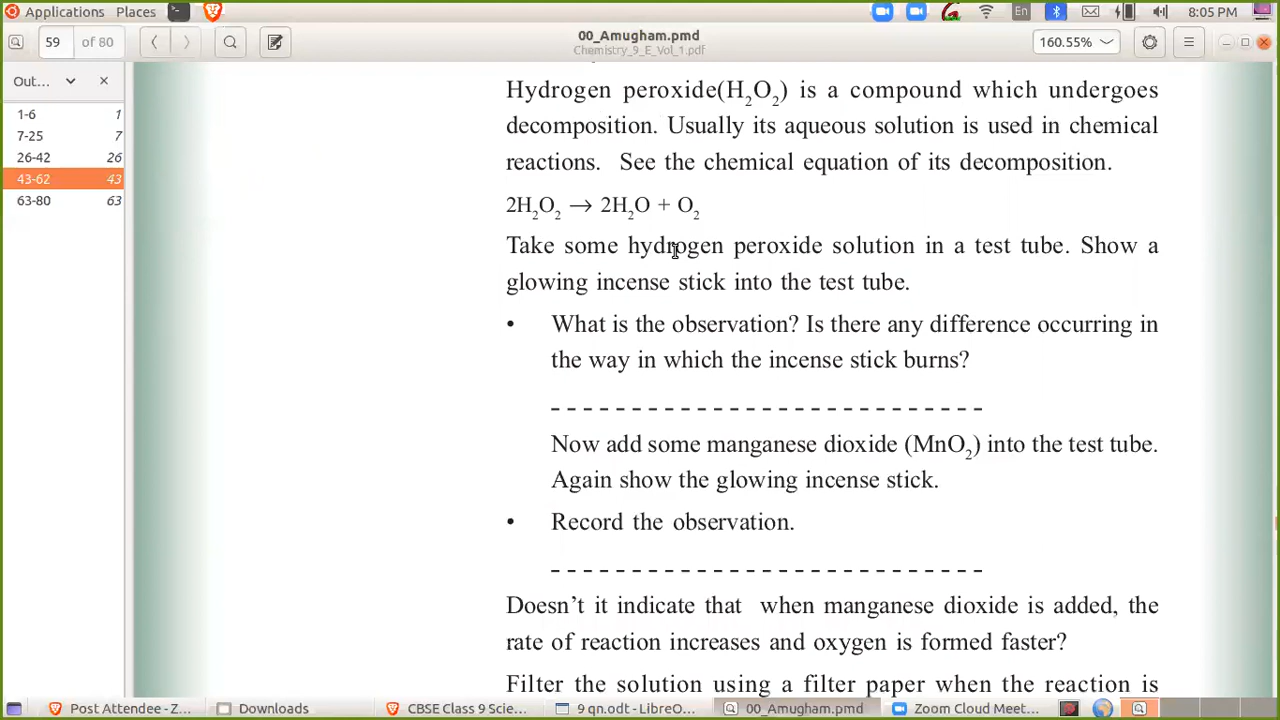 Applications Places En 8:05 PM
59 of 80 00_Amugham.pmd 160.55%
Chemistry_9_E_Vol_1.pdf
Out...
1-6 1
7-25 7
26-42 26
43-62 43
63-80 63
Hydrogen peroxide(H₂O₂) is a compound which undergoes
decomposition. Usually its aqueous solution is used in chemical
reactions. See the chemical equation of its decomposition.
2H₂O₂ → 2H₂O + O₂
Take some hydrogen peroxide solution in a test tube. Show a
glowing incense stick into the test tube.
• What is the observation? Is there any difference occurring in
the way in which the incense stick burns?
Now add some manganese dioxide (MnO₂) into the test tube.
Again show the glowing incense stick.
• Record the observation.
Doesn't it indicate that when manganese dioxide is added, the
rate of reaction increases and oxygen is formed faster?
Filter the solution using a filter paper when the reaction is
Post Attendee - Z... Downloads CBSE Class 9 Scie... 9 qn.odt - LibreO... 00_Amugham.pmd Zoom Cloud Meet...